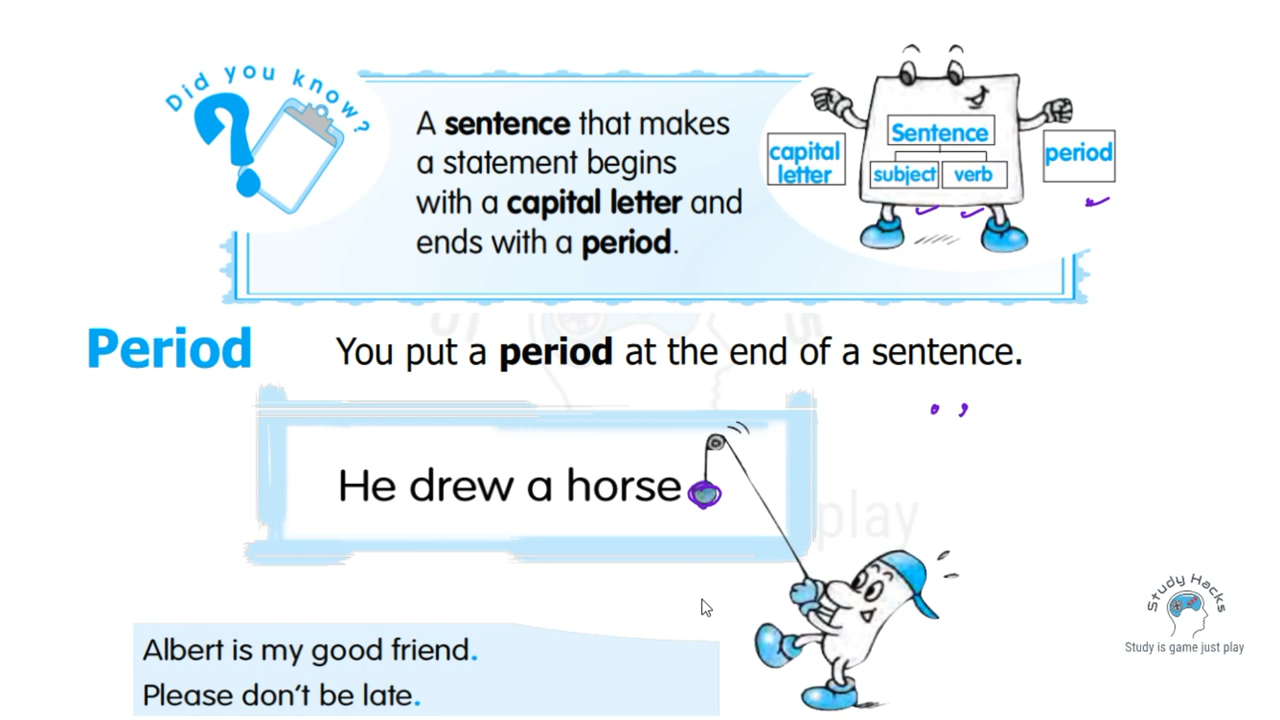 Did you know?
?
A sentence that makes
a statement begins
with a capital letter and
ends with a period.
capital
letter
Sentence
subject verb
period
Period You put a period at the end of a sentence.
He drew a horse.
play
Albert is my good friend.
Please don't be late.
Study Hacks
Study is game just play